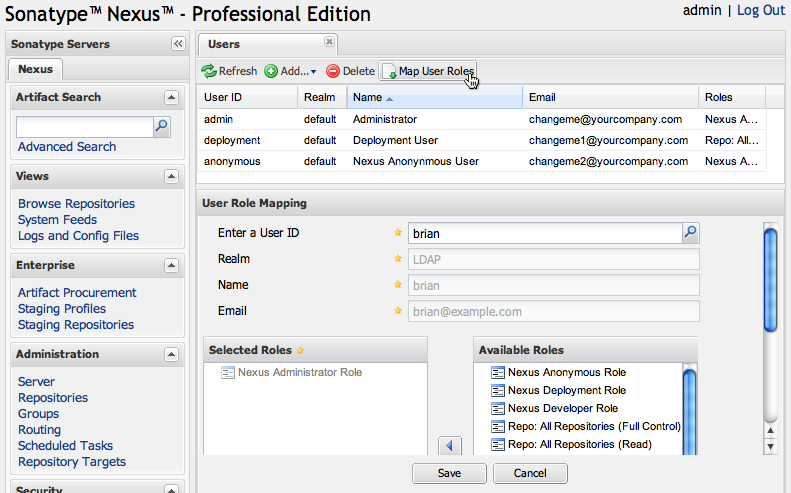 Sonatype™ Nexus™ - Professional Edition
admin | Log Out
Sonatype Servers
Nexus
Artifact Search
Advanced Search
Views
Browse Repositories
System Feeds
Logs and Config Files
Enterprise
Artifact Procurement
Staging Profiles
Staging Repositories
Administration
Server
Repositories
Groups
Routing
Scheduled Tasks
Repository Targets
Security
Users
Refresh Add... Delete Map User Roles
User ID Realm Name Email Roles
admin default Administrator changeme@yourcompany.com Nexus A...
deployment default Deployment User changeme1@yourcompany.com Repo: All...
anonymous default Nexus Anonynmous User changeme2@yourcompany.com Nexus A...
User Role Mapping
Enter a User ID brian
Realm LDAP
Name brian
Email brian@example.com
Selected Roles
Nexus Administrator Role
Available Roles
Nexus Anonymous Role
Nexus Deployment Role
Nexus Developer Role
Repo: All Repositories (Full Control)
Repo: All Repositories (Read)
Save Cancel